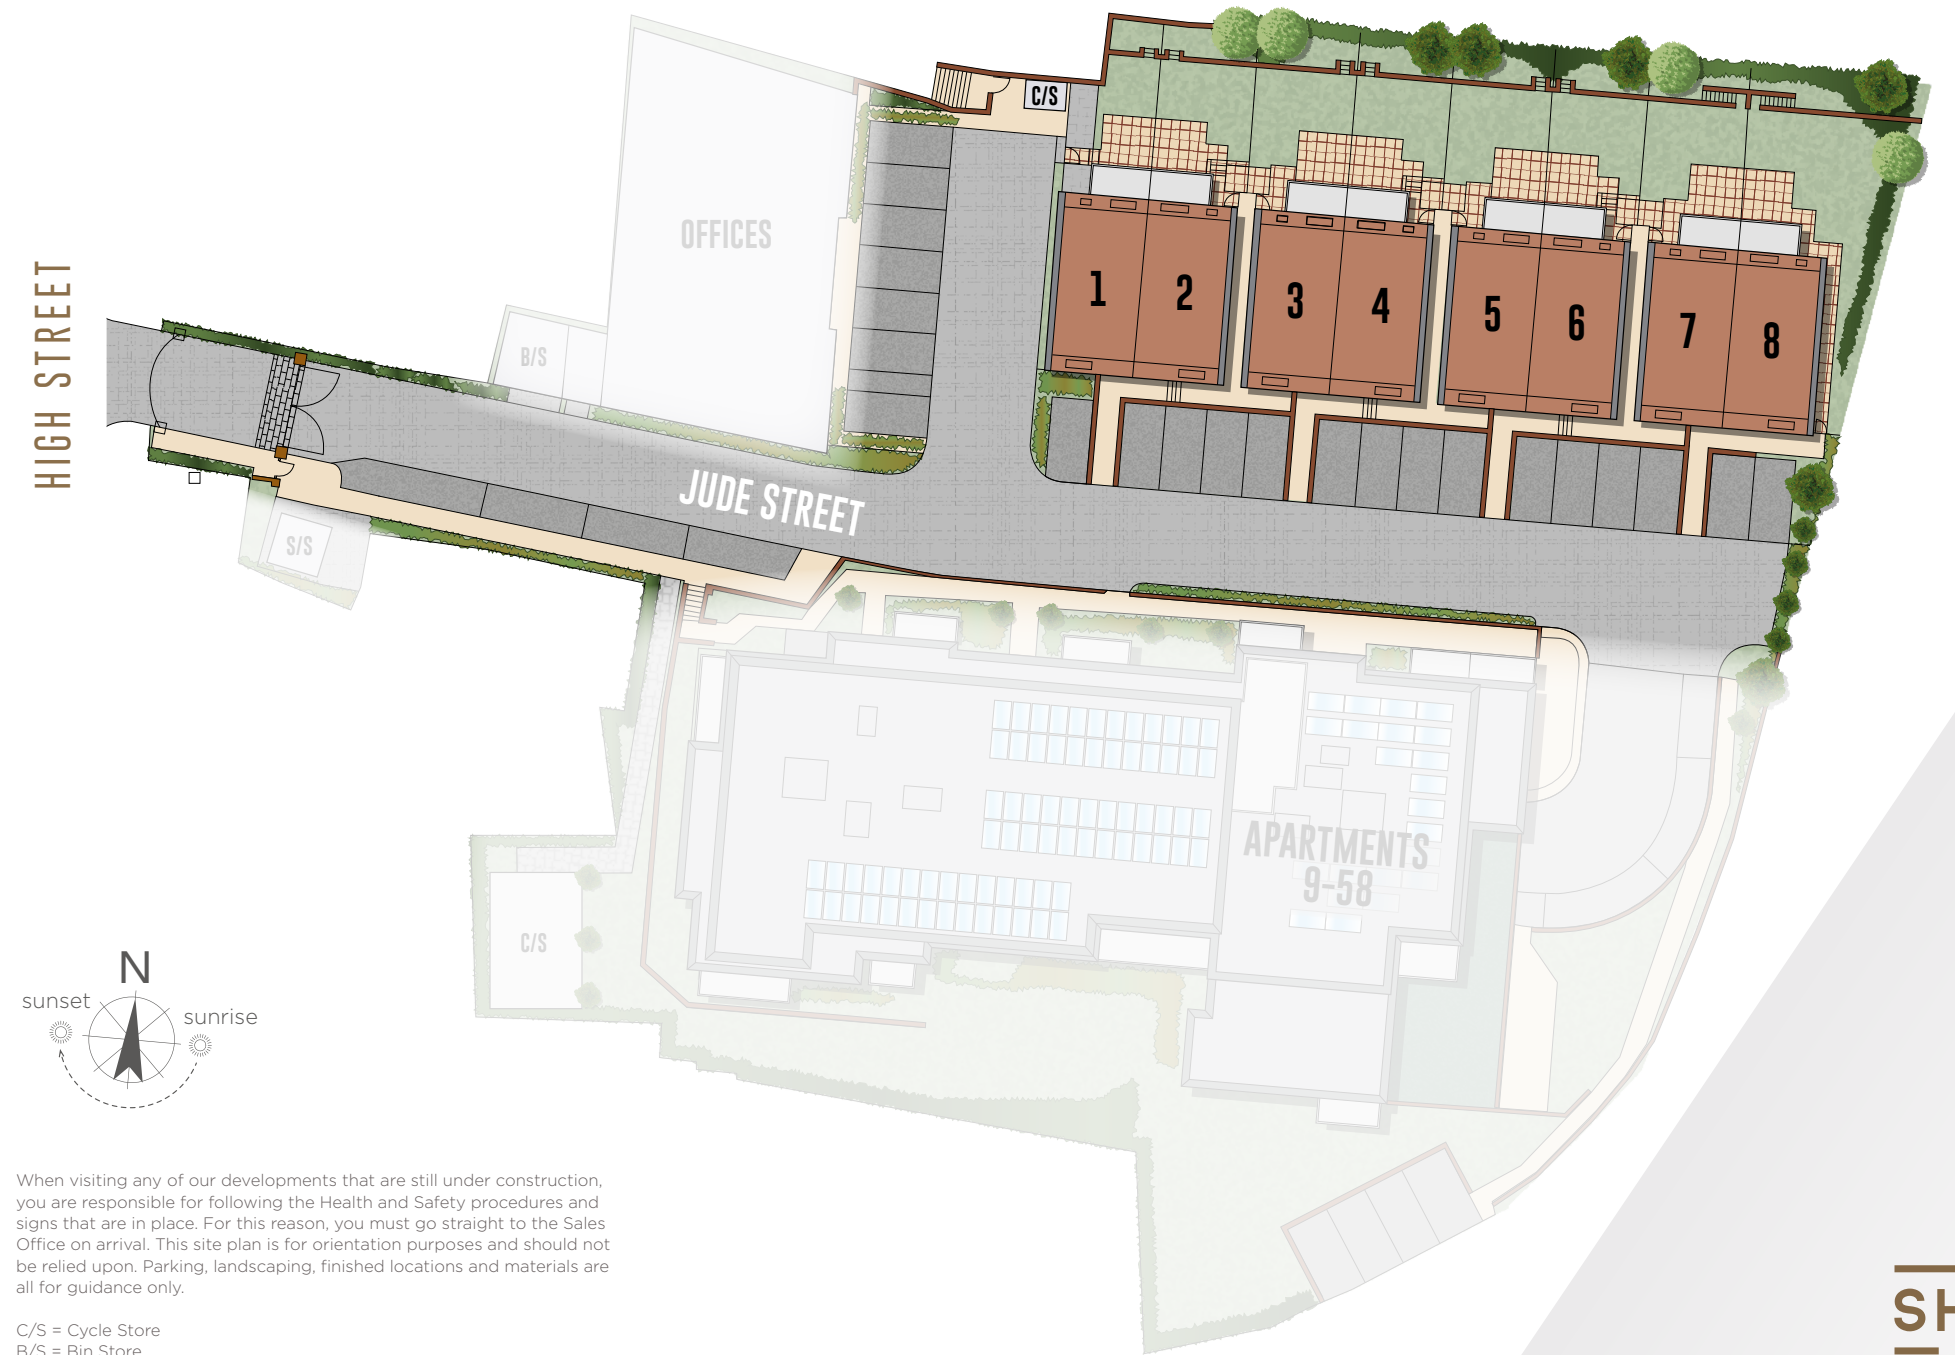 C/S
OFFICES
HIGH STREET
B/S
1
2
3
4
5
6
7
8
JUDE STREET
S/S
APARTMENTS
9-58
C/S
N
sunset
sunrise
When visiting any of our developments that are still under construction,
you are responsible for following the Health and Safety procedures and
signs that are in place. For this reason, you must go straight to the Sales
Office on arrival. This site plan is for orientation purposes and should not
be relied upon. Parking, landscaping, finished locations and materials are
all for guidance only.
C/S = Cycle Store
B/S = Bin Store
SH